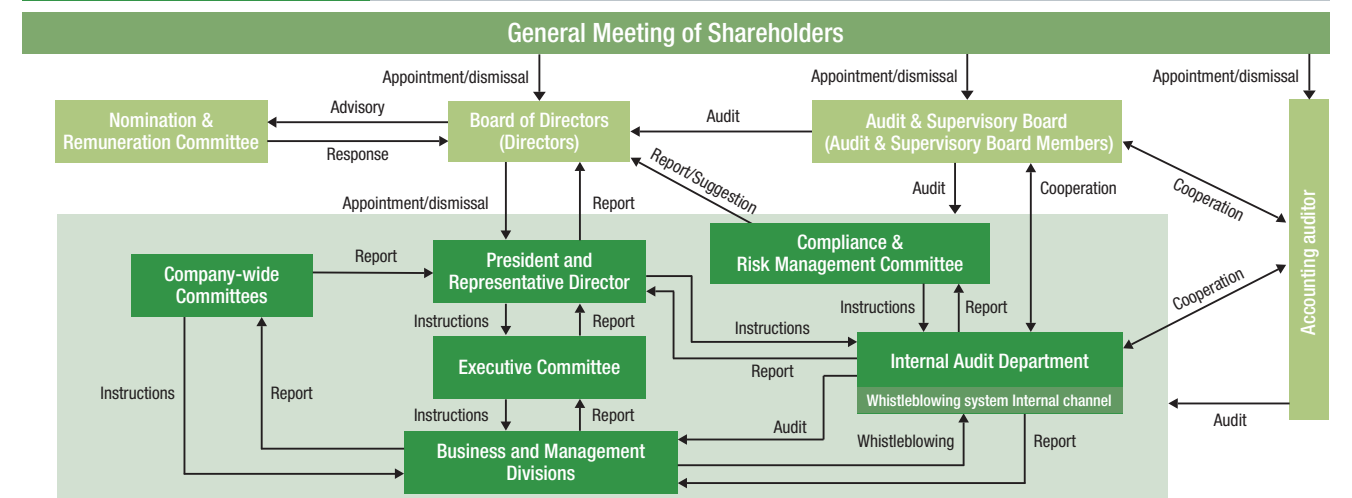 General Meeting of Shareholders
Appointment/dismissal
Appointment/dismissal
Appointment/dismissal
Nomination &
Remuneration Committee
Advisory
Response
Board of Directors
(Directors)
Audit
Audit & Supervisory Board
(Audit & Supervisory Board Members)
Report/Suggestion
Appointment/dismissal
Report
Audit
Cooperation
Cooperation
Accounting auditor
Company-wide
Committees
Report
President and
Representative Director
Compliance &
Risk Management Committee
Cooperation
Instructions
Report
Instructions
Report
Instructions
Executive Committee
Report
Internal Audit Department
Whistleblowing system Internal channel
Instructions
Report
Instructions
Report
Audit
Whistleblowing
Report
Audit
Business and Management
Divisions